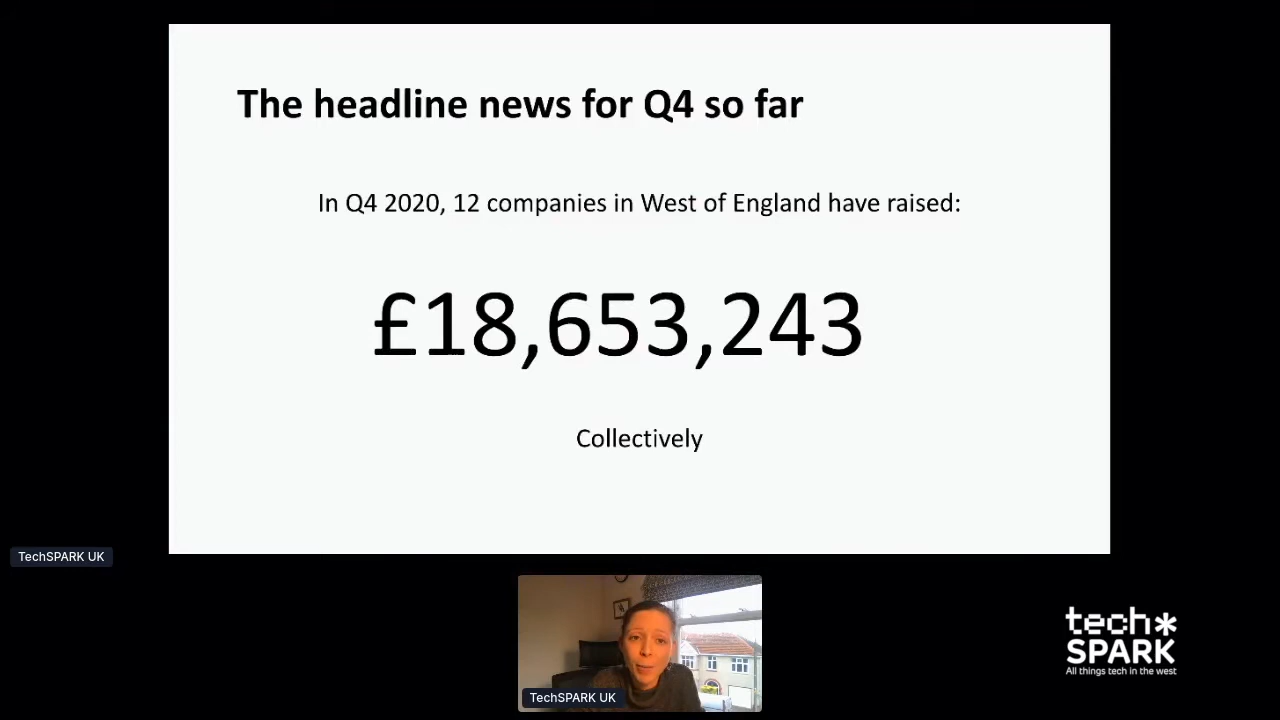 The headline news for Q4 so far
In Q4 2020, 12 companies in West of England have raised:
£18,653,243
Collectively
TechSPARK UK
TechSPARK UK
tech*
SPARK
All things tech in the west